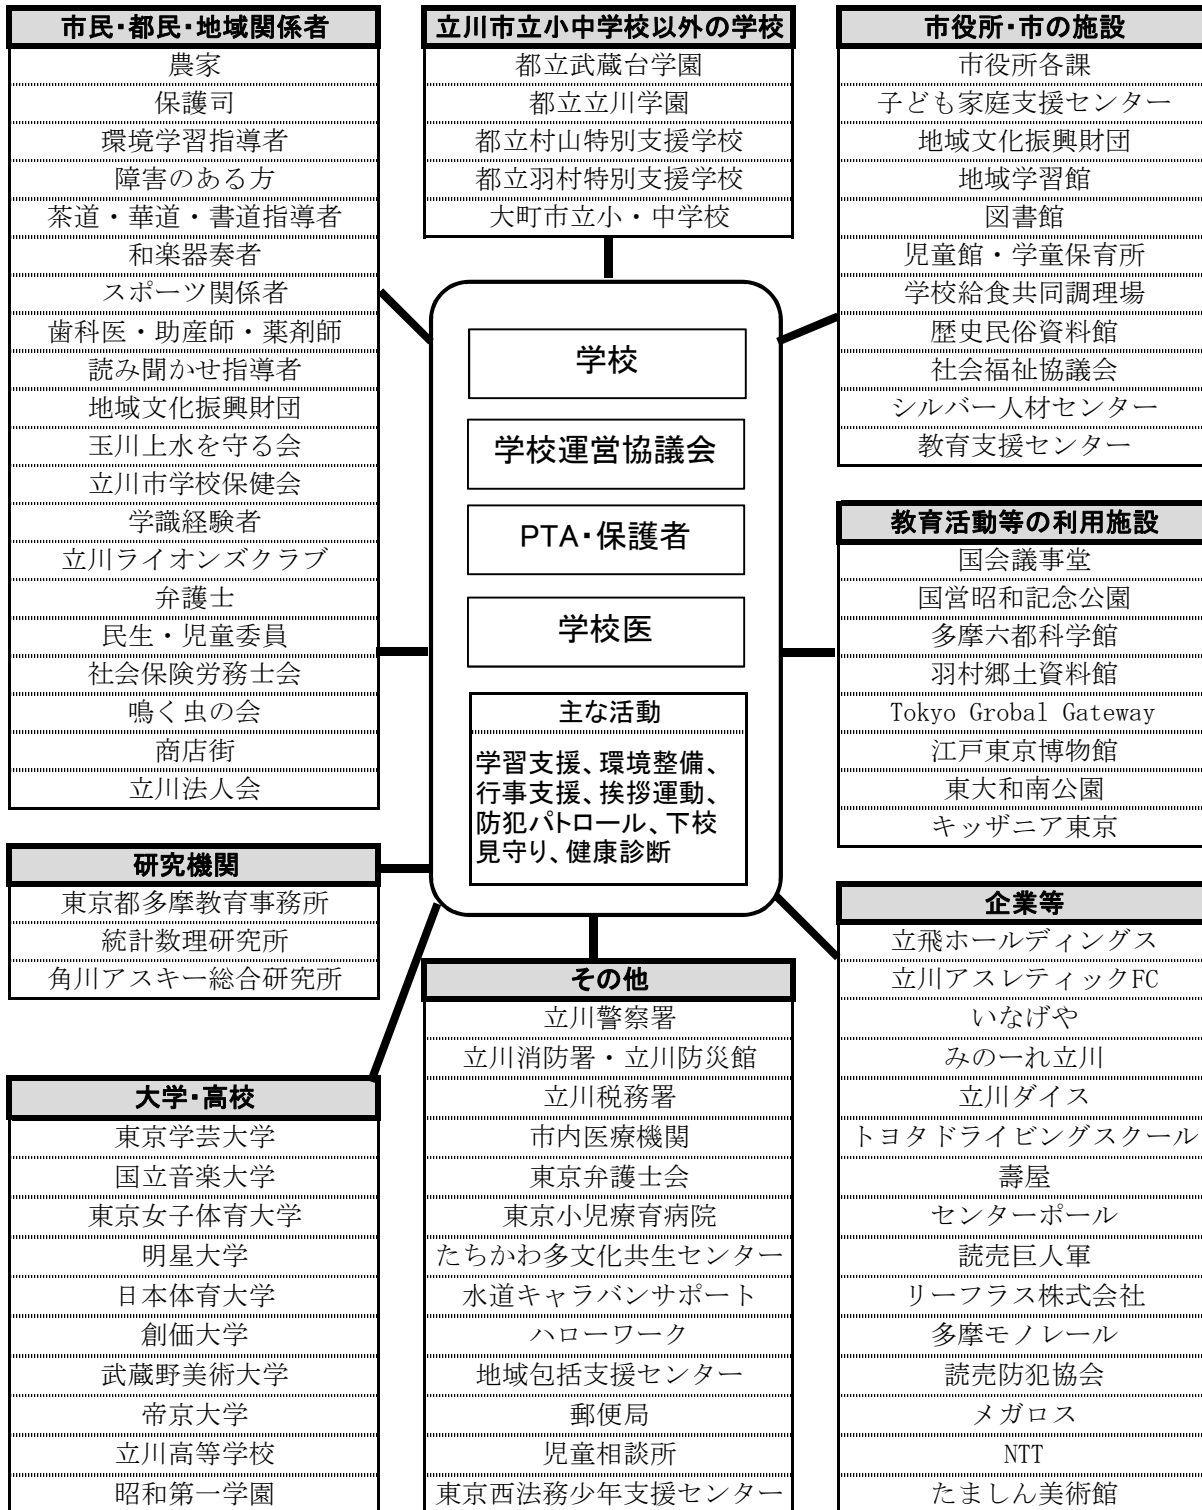 市民・都民・地域関係者
農家
保護司
環境学習指導者
障害のある方
茶道・華道・書道指導者
和楽器奏者
スポーツ関係者
歯科医・助産師・薬剤師
読み聞かせ指導者
地域文化振興財団
玉川上水を守る会
立川市学校保健会
学識経験者
立川ライオンズクラブ
弁護士
民生・児童委員
社会保険労務士会
鳴く虫の会
商店街
立川法人会
研究機関
東京都多摩教育事務所
統計数理研究所
角川アスキー総合研究所
大学・高校
東京学芸大学
国立音楽大学
東京女子体育大学
明星大学
日本体育大学
創価大学
武蔵野美術大学
帝京大学
立川高等学校
昭和第一学園
立川市立小中学校以外の学校
都立武蔵台学園
都立立川学園
都立村山特別支援学校
都立羽村特別支援学校
大町市立小・中学校
学校
学校運営協議会
PTA・保護者
学校医
主な活動
学習支援、環境整備、
行事支援、挨拶運動、
防犯パトロール、下校
見守り、健康診断
その他
立川警察署
立川消防署・立川防災館
立川税務署
市内医療機関
東京弁護士会
東京小児療育病院
たちかわ多文化共生センター
水道キャラバンサポート
ハローワーク
地域包括支援センター
郵便局
児童相談所
東京西法務少年支援センター
市役所・市の施設
市役所各課
子ども家庭支援センター
地域文化振興財団
地域学習館
図書館
児童館・学童保育所
学校給食共同調理場
歴史民俗資料館
社会福祉協議会
シルバー人材センター
教育支援センター
教育活動等の利用施設
国会議事堂
国営昭和記念公園
多摩六都科学館
羽村郷土資料館
Tokyo Grobal Gateway
江戸東京博物館
東大和南公園
キッザニア東京
企業等
立飛ホールディングス
立川アスレティックFC
いなげや
みのーれ立川
立川ダイス
トヨタドライビングスクール
壽屋
センターポール
読売巨人軍
リーフラス株式会社
多摩モノレール
読売防犯協会
メガロス
NTT
たましん美術館